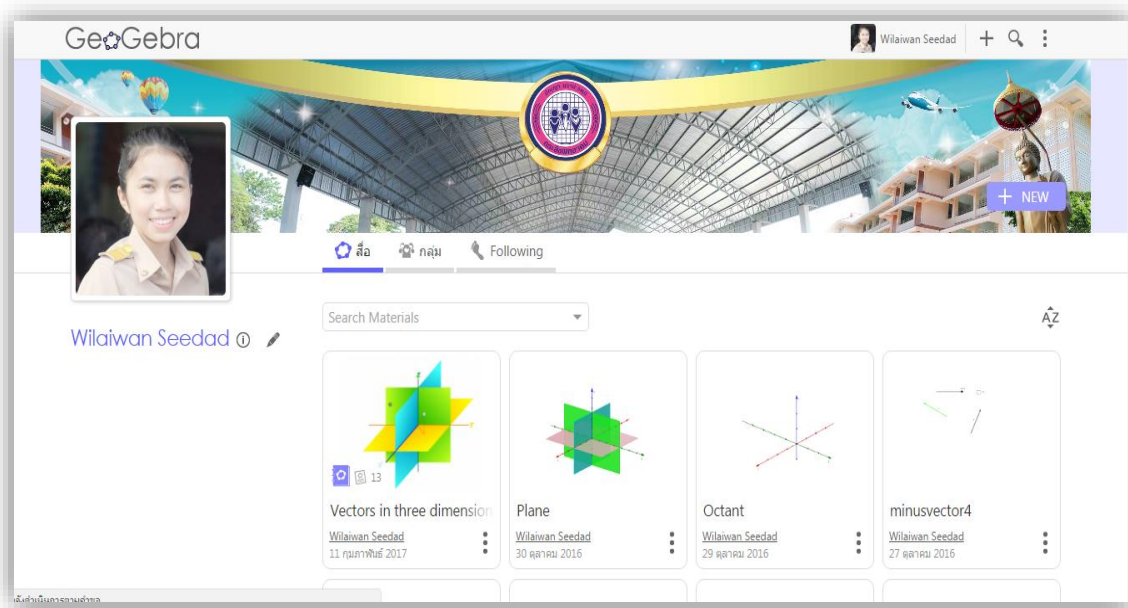 GeoGebra
Wilaiwan Seedad
+ NEW
สื่อ
กลุ่ม
Following
Search Materials
AZ
Wilaiwan Seedad
13
Vectors in three dimension
Wilaiwan Seedad
11 กุมภาพันธ์ 2017
Plane
Wilaiwan Seedad
30 ตุลาคม 2016
Octant
Wilaiwan Seedad
29 ตุลาคม 2016
minusvector4
Wilaiwan Seedad
27 ตุลาคม 2016